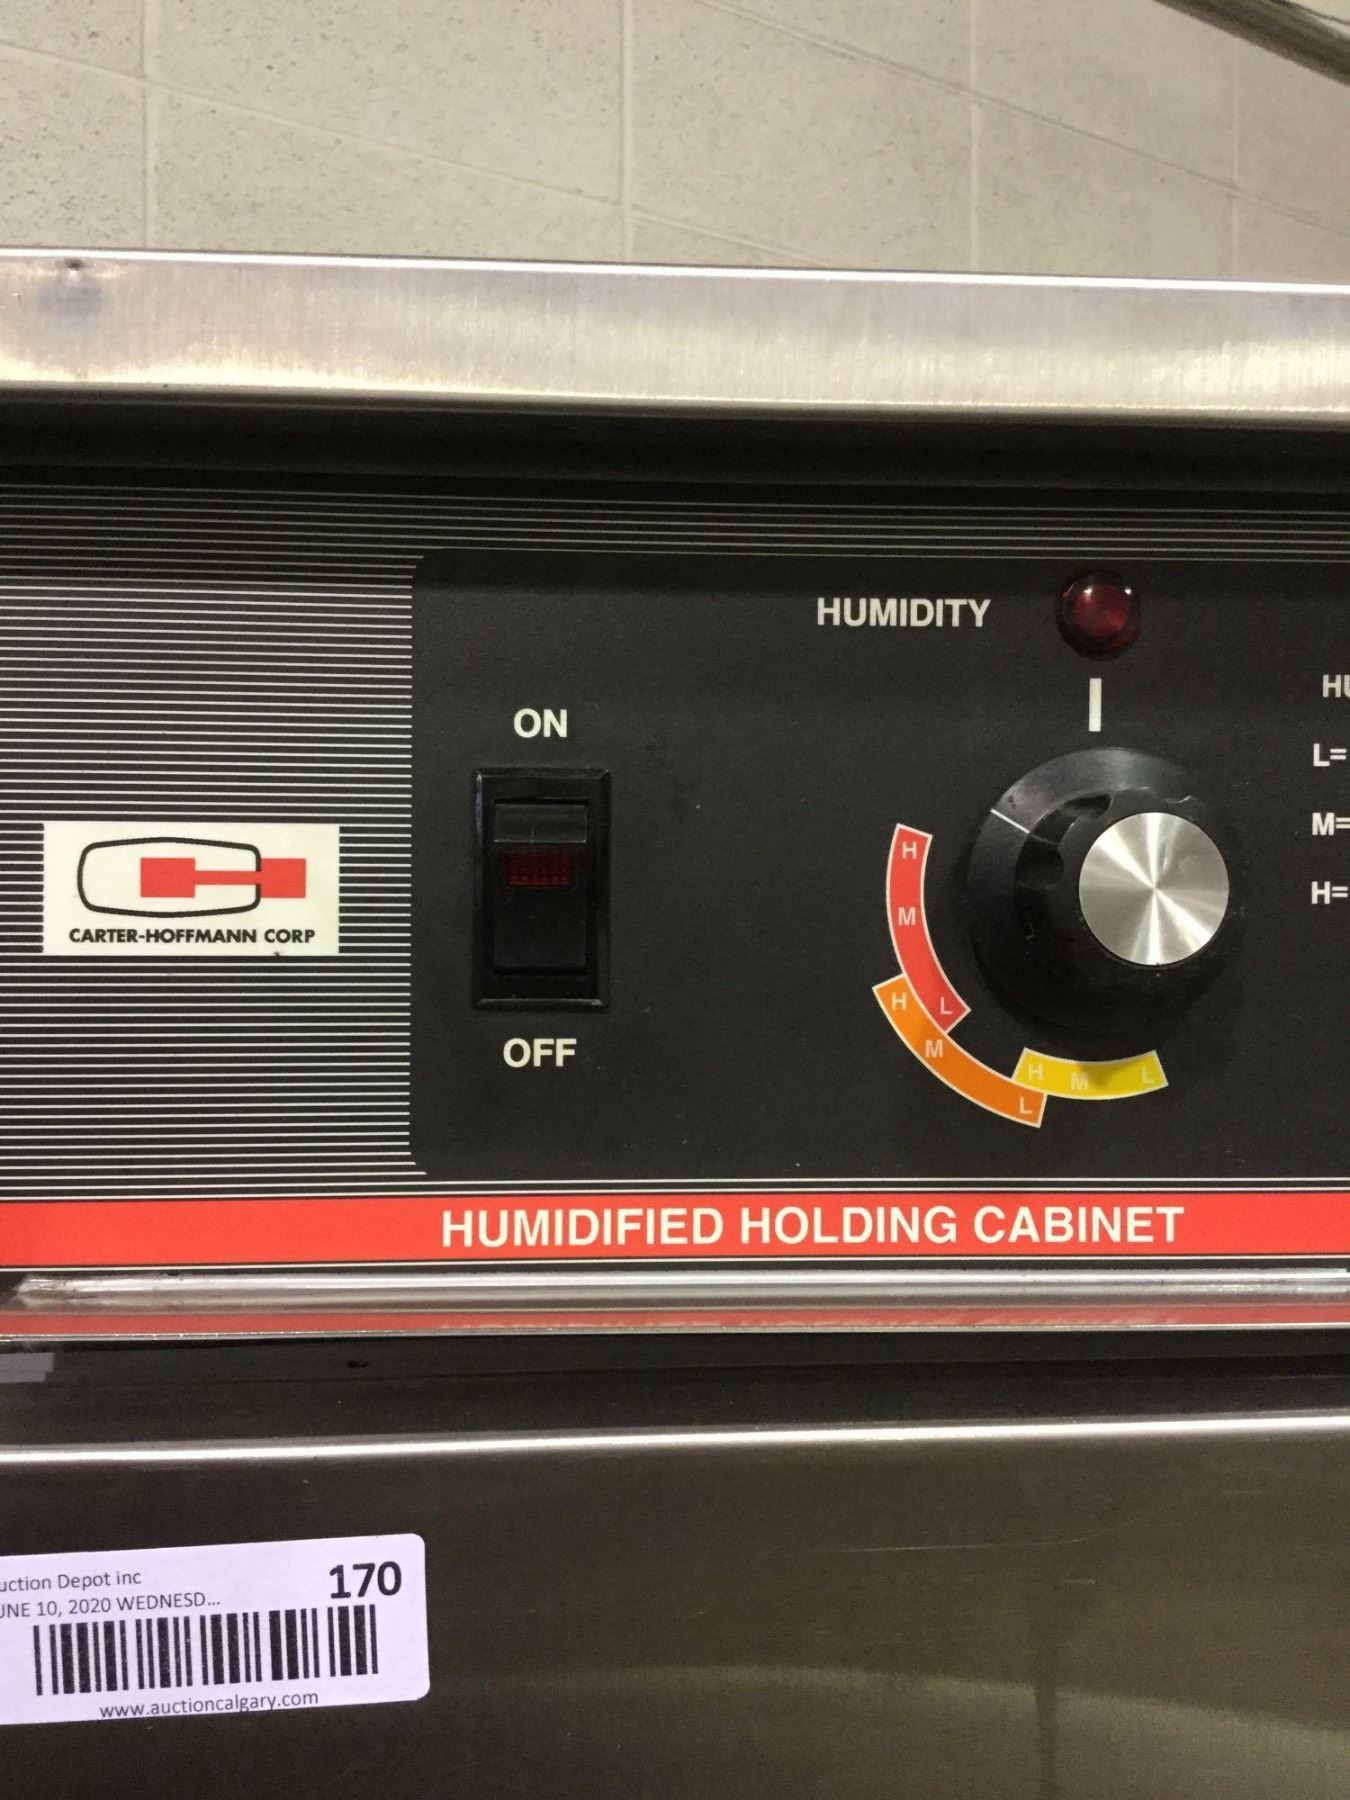 HUMIDITY
ON
HU
L=
M=
H=
H
M
L
H
M
L
H M L
CARTER-HOFFMANN CORP
OFF
HUMIDIFIED HOLDING CABINET
uction Depot inc
170
UNE 10, 2020 WEDNESD...
www.auctioncalgary.com